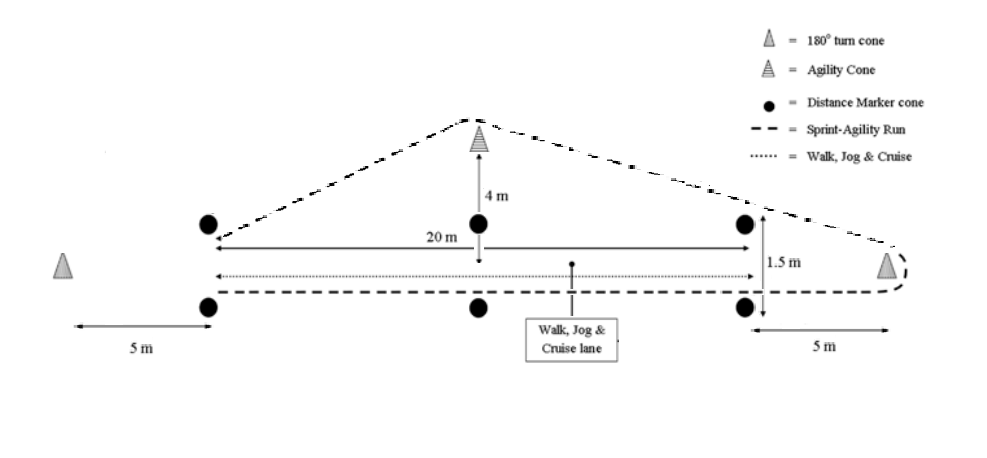 = 180° turn cone
= Agility Cone
= Distance Marker cone
= Sprint-Agility Run
= Walk, Jog & Cruise
4 m
20 m
1.5 m
Walk, Jog &
Cruise lane
5 m
5 m